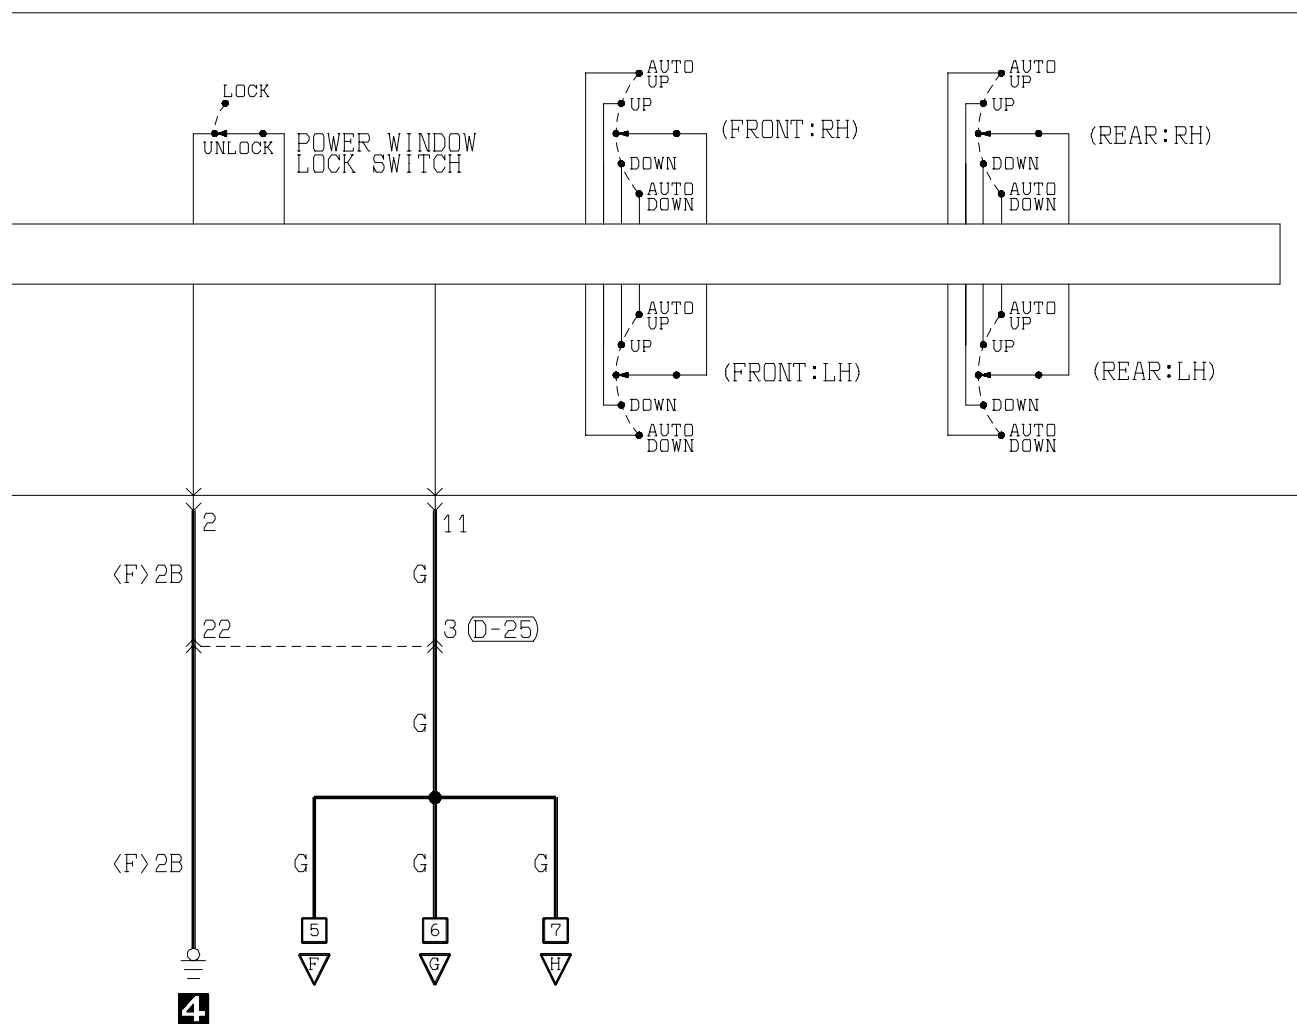 LOCK
UNLOCK
POWER WINDOW
LOCK SWITCH
AUTO
UP
UP
(FRONT:RH)
DOWN
AUTO
DOWN
AUTO
UP
UP
(REAR:RH)
DOWN
AUTO
DOWN
AUTO
UP
UP
(FRONT:LH)
DOWN
AUTO
DOWN
AUTO
UP
UP
(REAR:LH)
DOWN
AUTO
DOWN
2
11
<F>2B
G
22
3 (D-25)
G
<F>2B
G
G
G
5
6
7
F
G
H
4